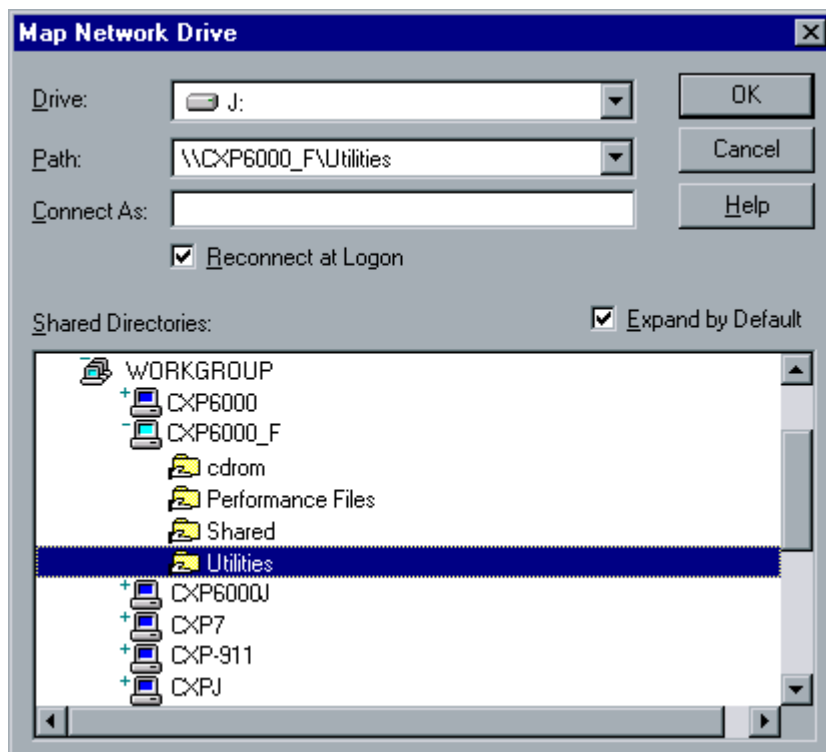 Map Network Drive
Drive: J: OK
Path: \\CXP6000_F\Utilities Cancel
Connect As: Help
Reconnect at Logon
Shared Directories: Expand by Default
WORKGROUP
CXP6000
CXP6000_F
cdrom
Performance Files
Shared
Utilities
CXP6000J
CXP7
CXP-911
CXPJ